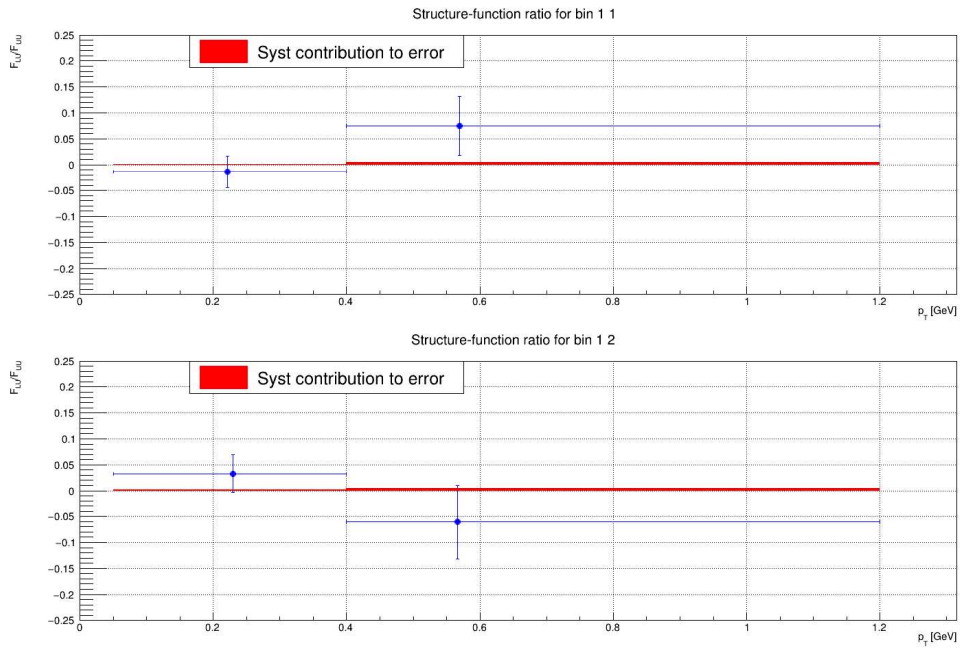 Structure-function ratio for bin 1 1
F_LU/F_UU
Syst contribution to error
0.25
0.2
0.15
0.1
0.05
0
−0.05
−0.1
−0.15
−0.2
−0.25
0 0.2 0.4 0.6 0.8 1 1.2
p_T [GeV]
Structure-function ratio for bin 1 2
F_LU/F_UU
Syst contribution to error
0.25
0.2
0.15
0.1
0.05
0
−0.05
−0.1
−0.15
−0.2
−0.25
0 0.2 0.4 0.6 0.8 1 1.2
p_T [GeV]